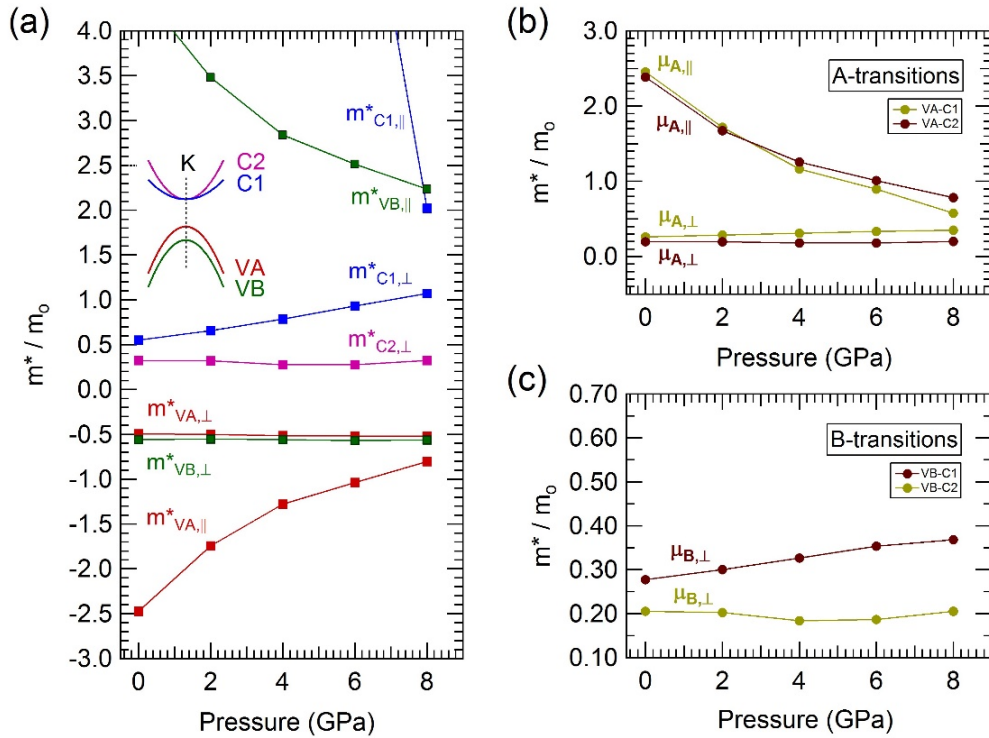 (a)
4.0
3.5
3.0
2.5
2.0
1.5
1.0
0.5
0.0
-0.5
-1.0
-1.5
-2.0
-2.5
-3.0
m* / mo
0 2 4 6 8
Pressure (GPa)
m*C1,||
m*VB,||
K
C2
C1
VA
VB
m*C1,⊥
m*C2,⊥
m*VA,⊥
m*VB,⊥
m*VA,||
(b)
3.0
2.0
1.0
0.0
m* / mo
μA,||
μA,||
μA,⊥
μA,⊥
A-transitions
VA-C1
VA-C2
0 2 4 6 8
Pressure (GPa)
(c)
0.70
0.60
0.50
0.40
0.30
0.20
0.10
m* / mo
B-transitions
VB-C1
VB-C2
μB,⊥
μB,⊥
0 2 4 6 8
Pressure (GPa)